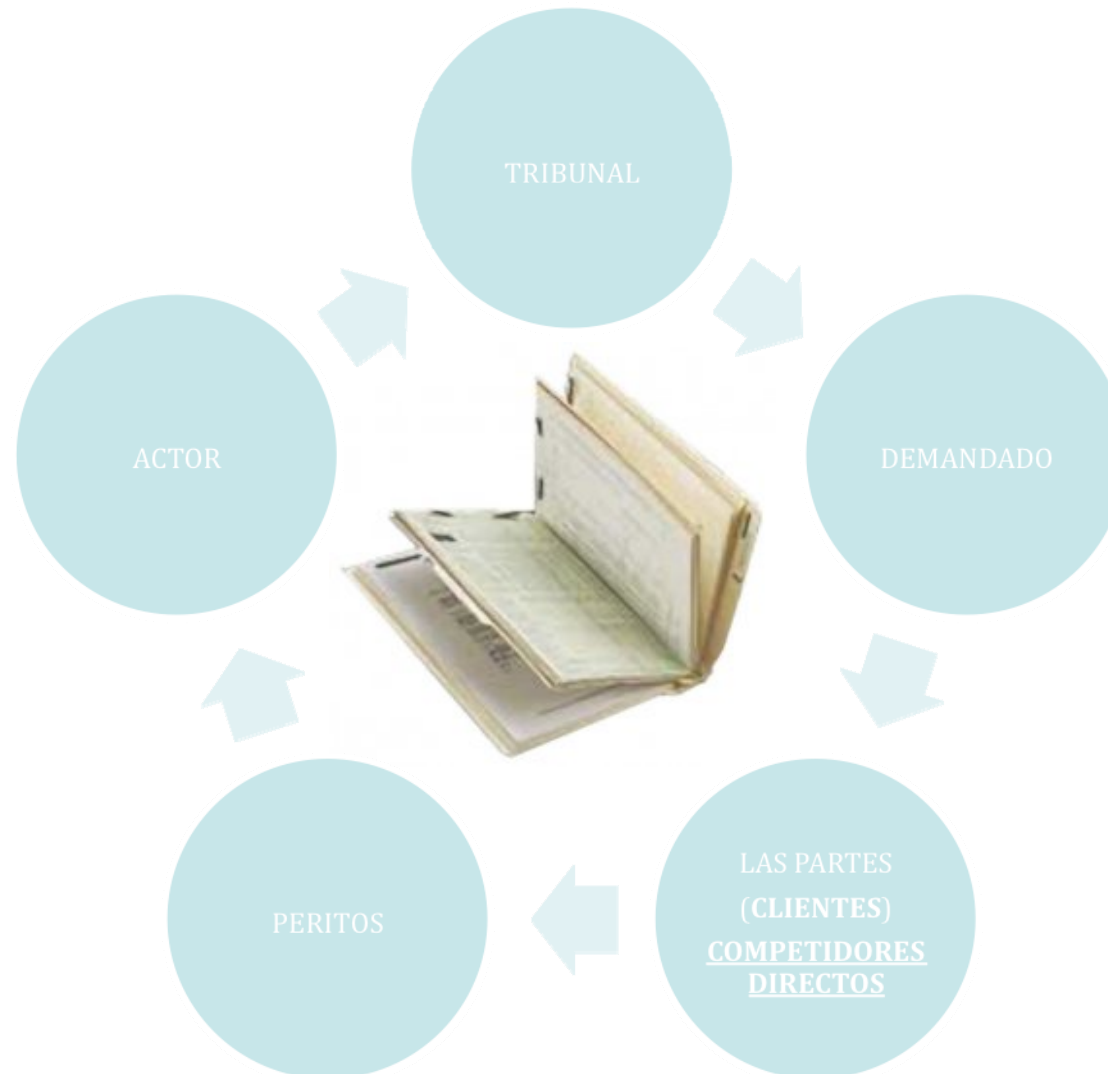 TRIBUNAL
ACTOR
DEMANDADO
LAS PARTES
(CLIENTES)
COMPETIDORES
DIRECTOS
PERITOS